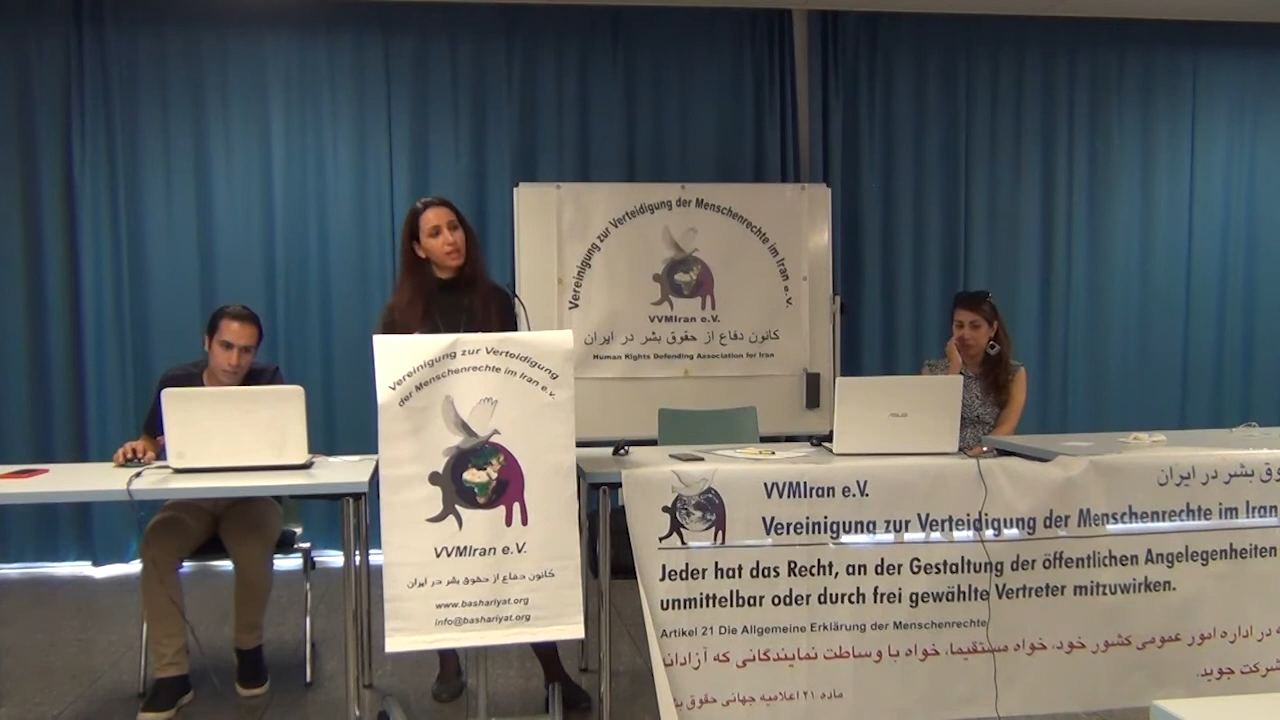 Vereinigung zur Verteidigung der Menschenrechte im Iran e.V.
VVMIran e.V.
کانون دفاع از حقوق بشر در ایران
Human Rights Defending Association for Iran
Vereinigung zur Verteidigung
der Menschenrechte im Iran e.V.
VVMIran e.V.
کانون دفاع از حقوق بشر در ایران
www.bashariyat.org
info@bashariyat.org
ASUS
حقوق بشر در ایران
VVMIran e.V.
Vereinigung zur Verteidigung der Menschenrechte im Iran
Jeder hat das Recht, an der Gestaltung der öffentlichen Angelegenheiten
unmittelbar oder durch frei gewählte Vertreter mitzuwirken.
Artikel 21 Die Allgemeine Erklärung der Menschenrechte
در اداره امور عمومی کشور خود، خواه مستقیما، خواه با وساطت نمایندگانی که آزادانه
شرکت جوید.
ماده ۲۱ اعلامیه جهانی حقوق